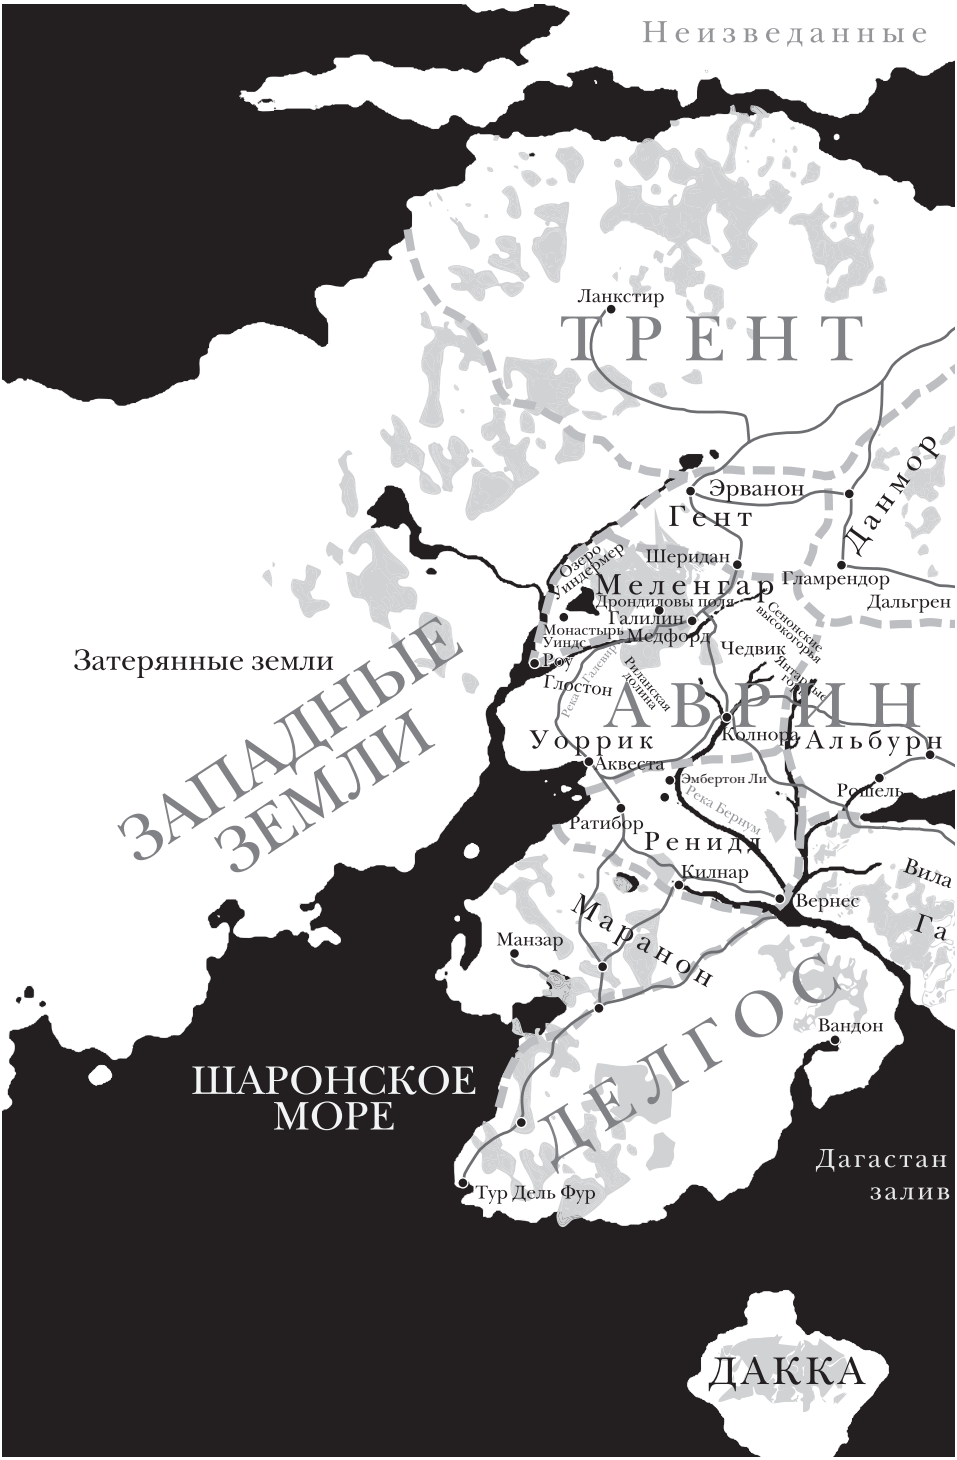 Неизведанные
Ланкстир
ТРЕНТ
Данмор
Эрванон
Гент
Шеридан
Озеро
Уиндермер
Меленгар
Гламрендор
Дальгрен
Дрондиловы поля
Галилин
Сенонские
высокогорья
Монастырь
Уиндс
Медфорд
Чедвик
Затерянные земли
Роу
Глостон
Река Галевир
Риданская
долина
Янтарные
ЗАПАДНЫЕ
ЗЕМЛИ
АВРИН
Уоррик
Колнора
Альбурн
Аквеста
Эмбертон Ли
Рошель
Река Бернум
Ратибор
Ренидд
Килнар
Вила
Вернес
Маранон
Га
Манзар
ДЕЛГОС
Вандон
ШАРОНСКОЕ
МОРЕ
Дагастан
залив
Тур Дель Фур
ДАККА